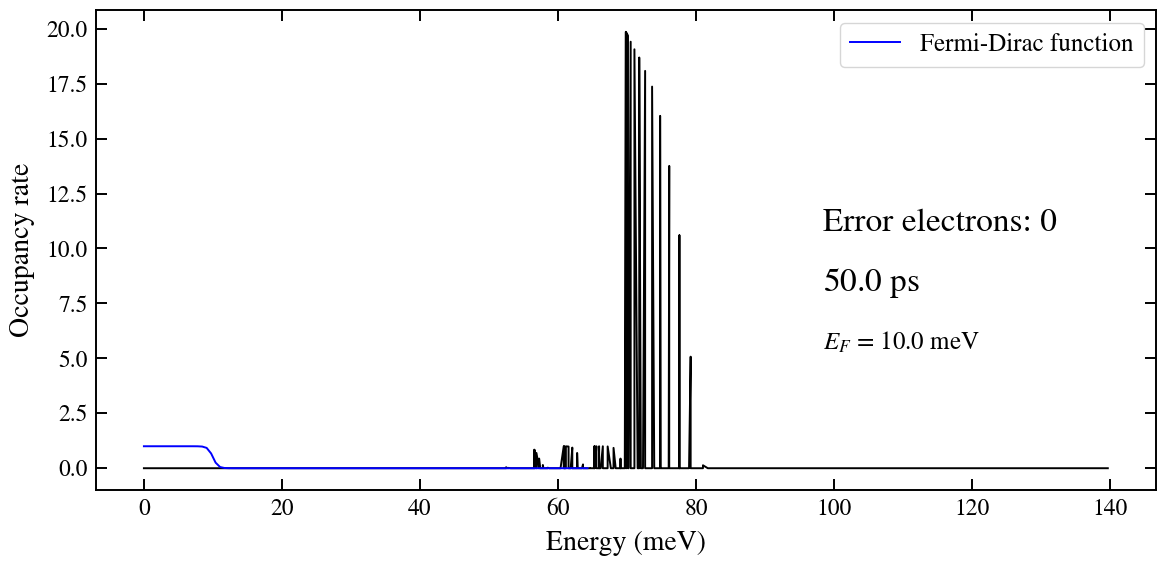 20.0
17.5
15.0
12.5
10.0
7.5
5.0
2.5
0.0
Occupancy rate
Fermi-Dirac function
Error electrons: 0
50.0 ps
E_F = 10.0 meV
0 20 40 60 80 100 120 140
Energy (meV)